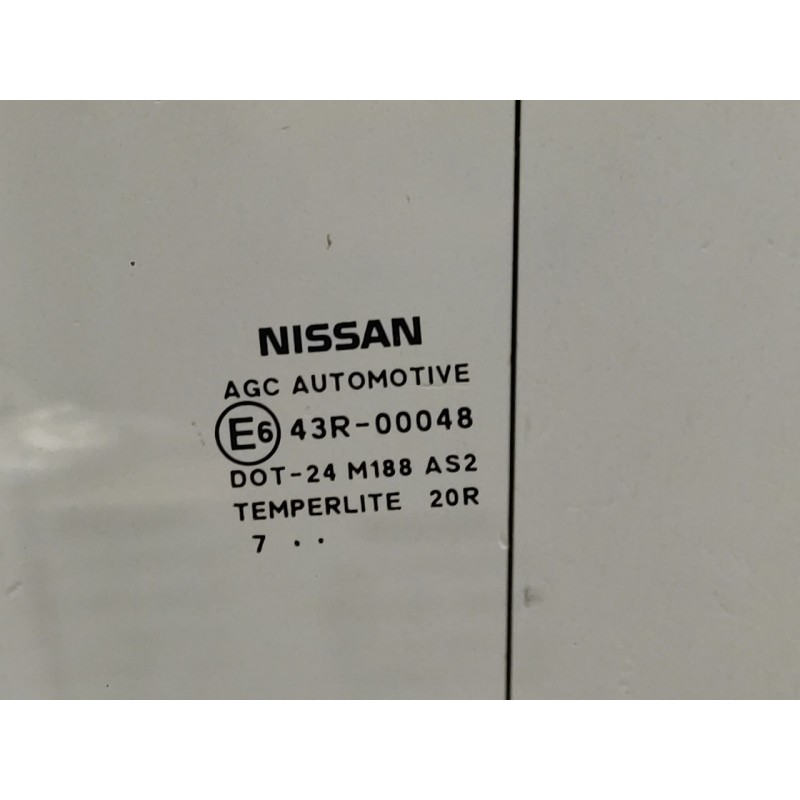 NISSAN
AGC AUTOMOTIVE
E6 43R-00048
DOT-24 M188 AS2
TEMPERLITE 20R
7 . .